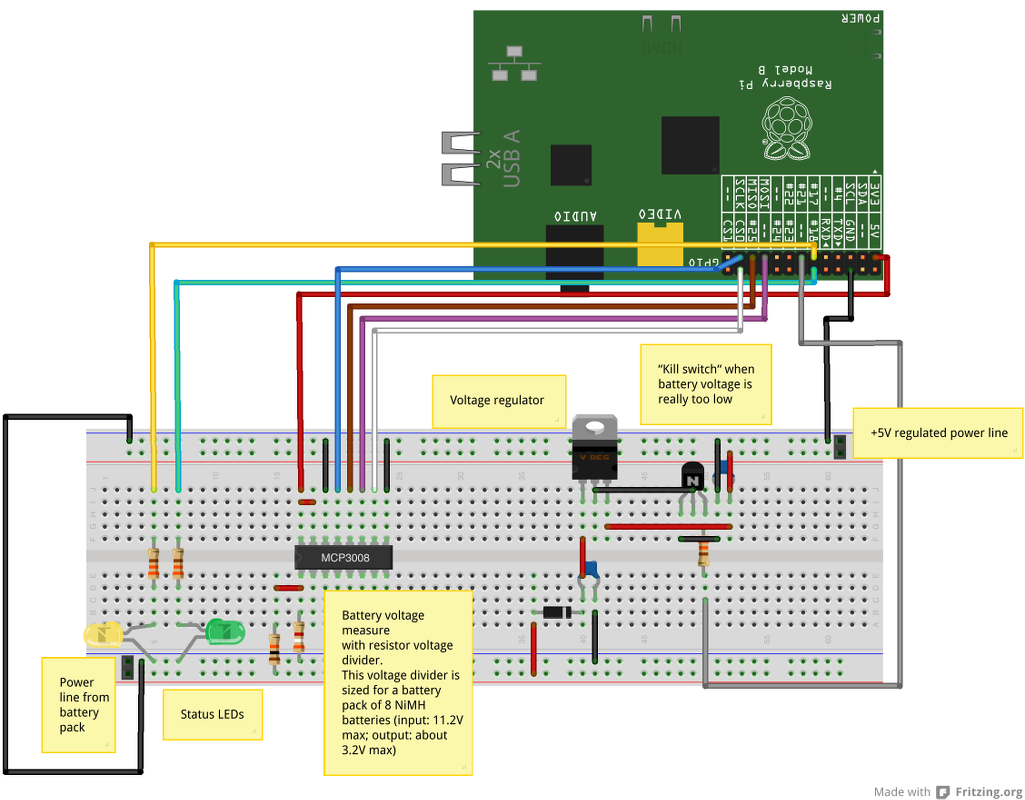 POWER
HDMI
Raspberry Pi
Model B
2x
USB A
AUDIO
VIDEO
GPIO
--
SCLK
MISO
MOSI
--
#22
#21
#17
--
#4
SCL
SDA
3V3
CS1
CS0
#25
--
#24
#23
--
#18
RXD
TXD
GND
--
5V
"Kill switch" when
battery voltage is
really too low
Voltage regulator
+5V regulated power line
V REG
N
MCP3008
Battery voltage
measure
with resistor voltage
divider.
This voltage divider is
sized for a battery
pack of 8 NiMH
batteries (input: 11.2V
max; output: about
3.2V max)
Power
line from
battery
pack
Status LEDs
Made with Fritzing.org